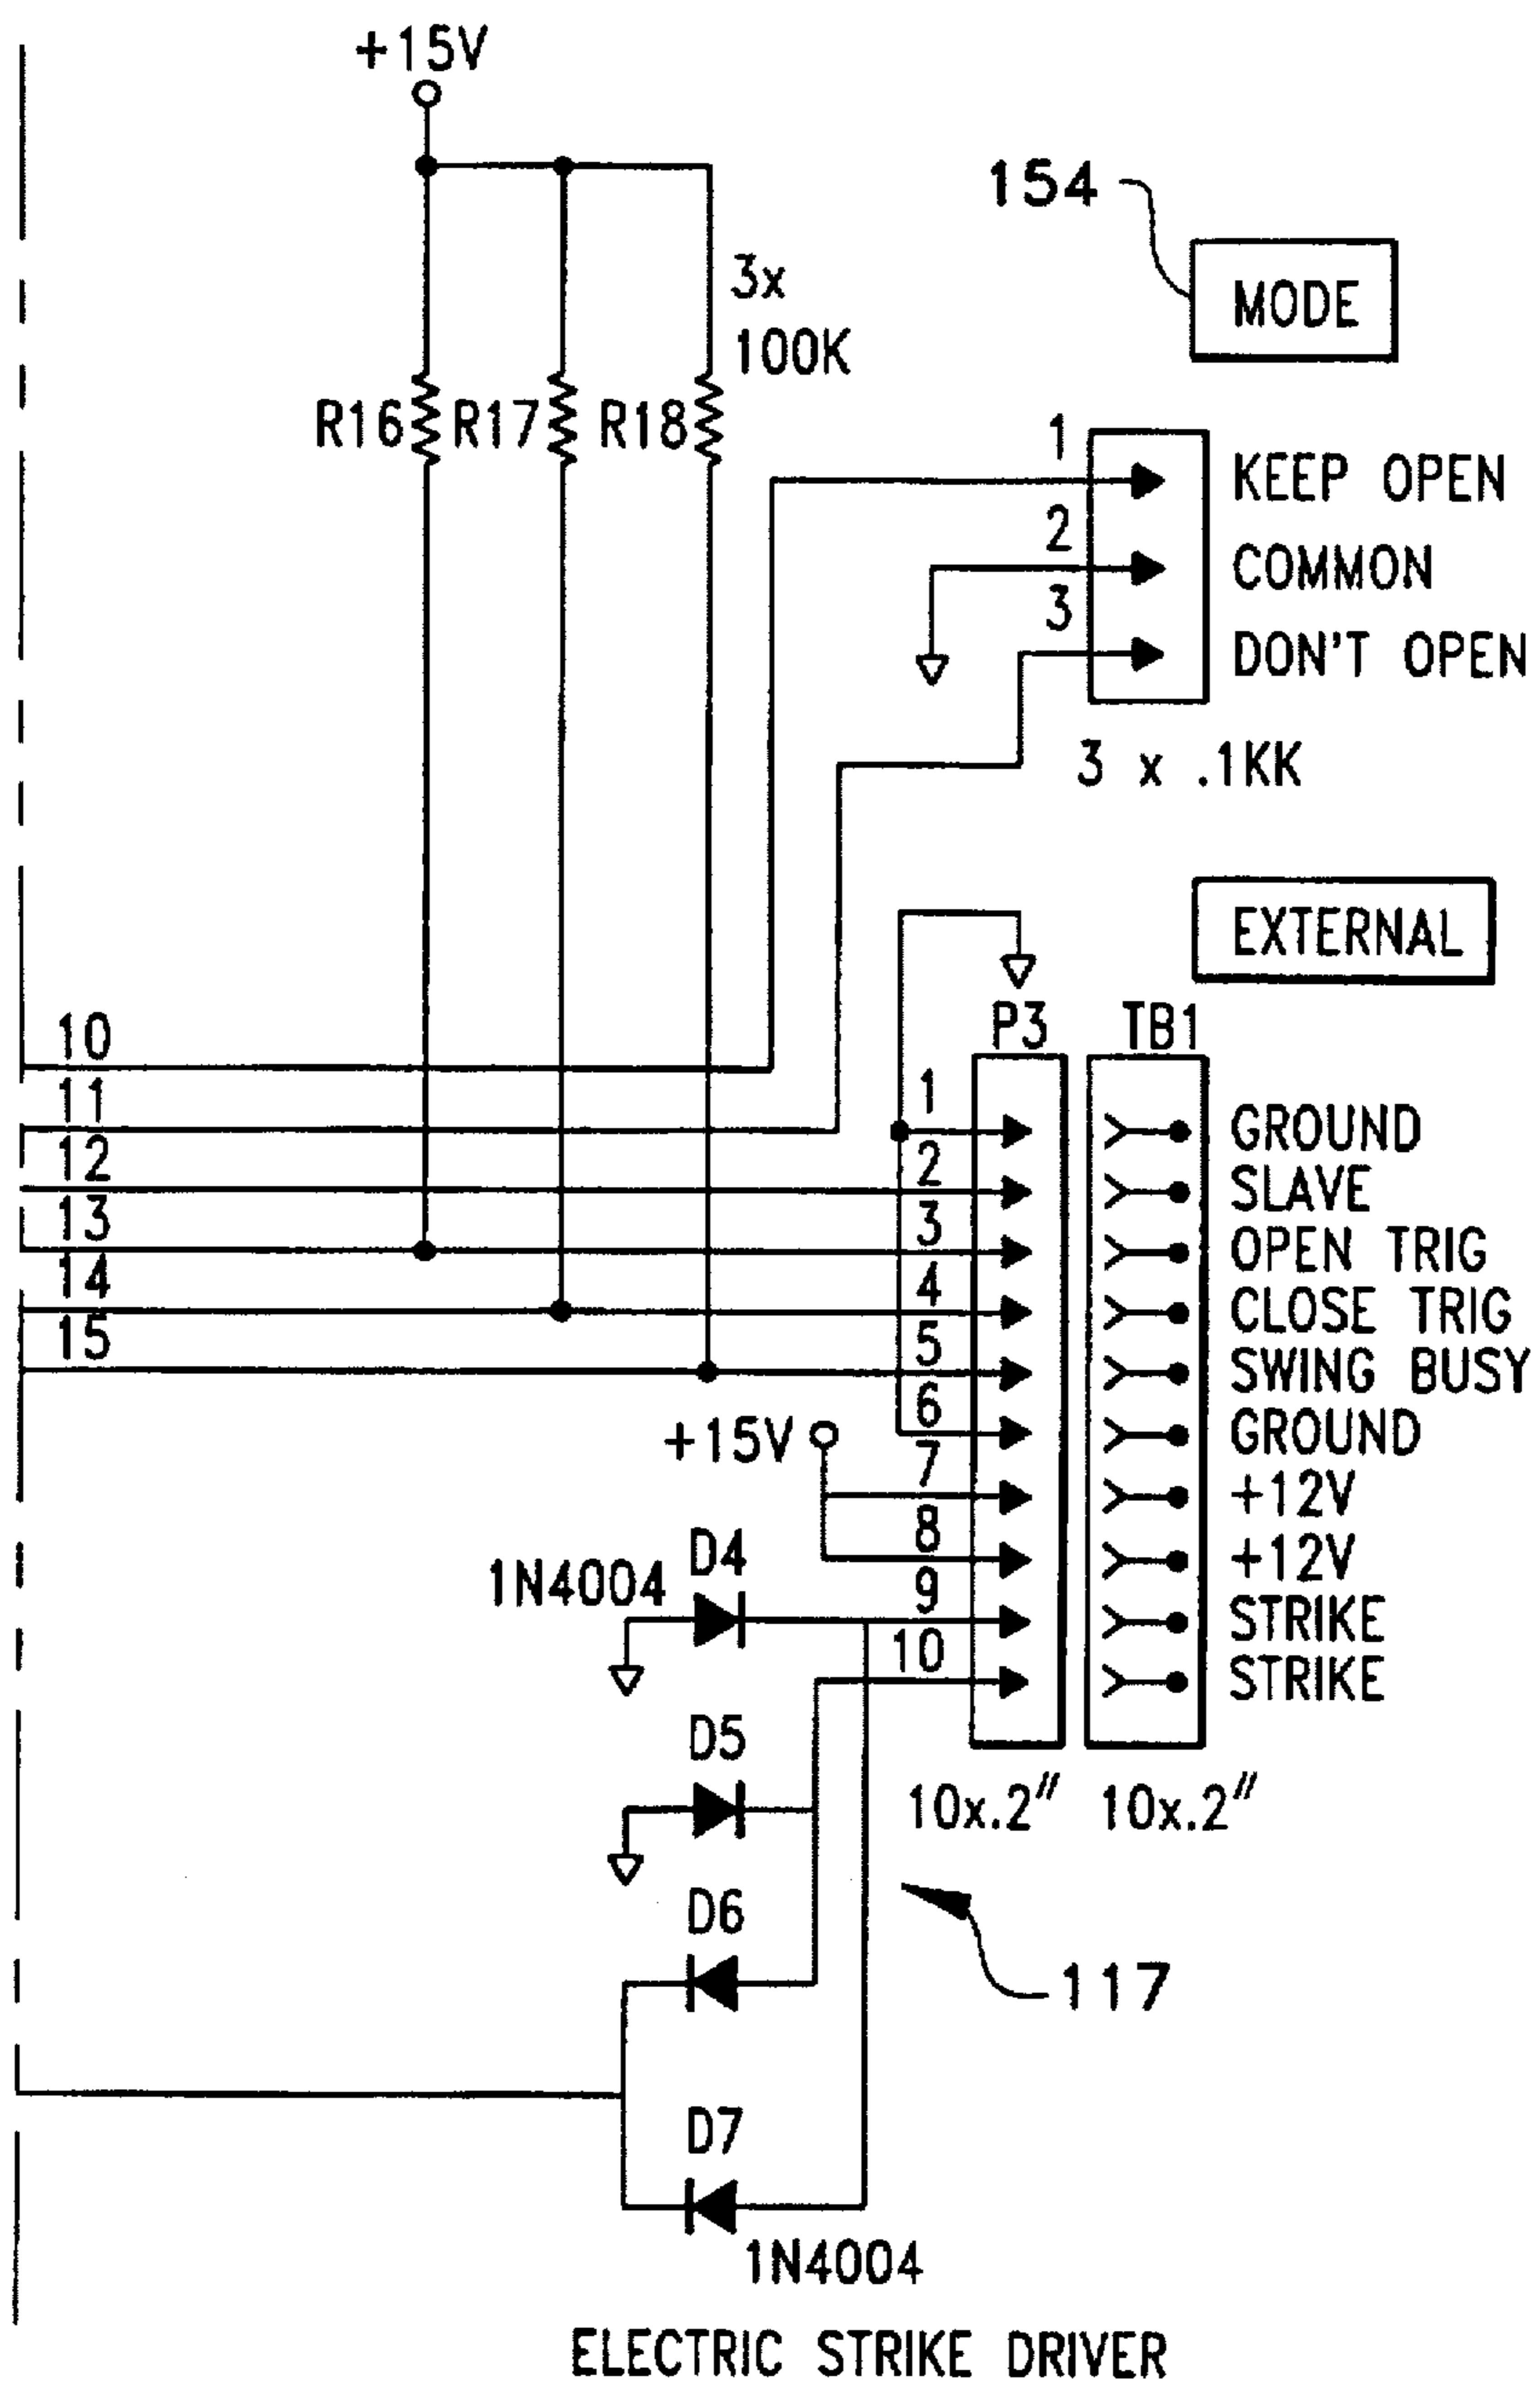 +15V
154
MODE
3x
100K
R16 R17 R18
1 KEEP OPEN
2 COMMON
3 DON'T OPEN
3 x .1KK
EXTERNAL
P3 TB1
10
11
12
13
14
15
1 GROUND
2 SLAVE
3 OPEN TRIG
4 CLOSE TRIG
5 SWING BUSY
6 GROUND
+15V
7 +12V
8 +12V
9 STRIKE
10 STRIKE
1N4004 D4
D5
10x.2" 10x.2"
D6
117
D7
1N4004
ELECTRIC STRIKE DRIVER